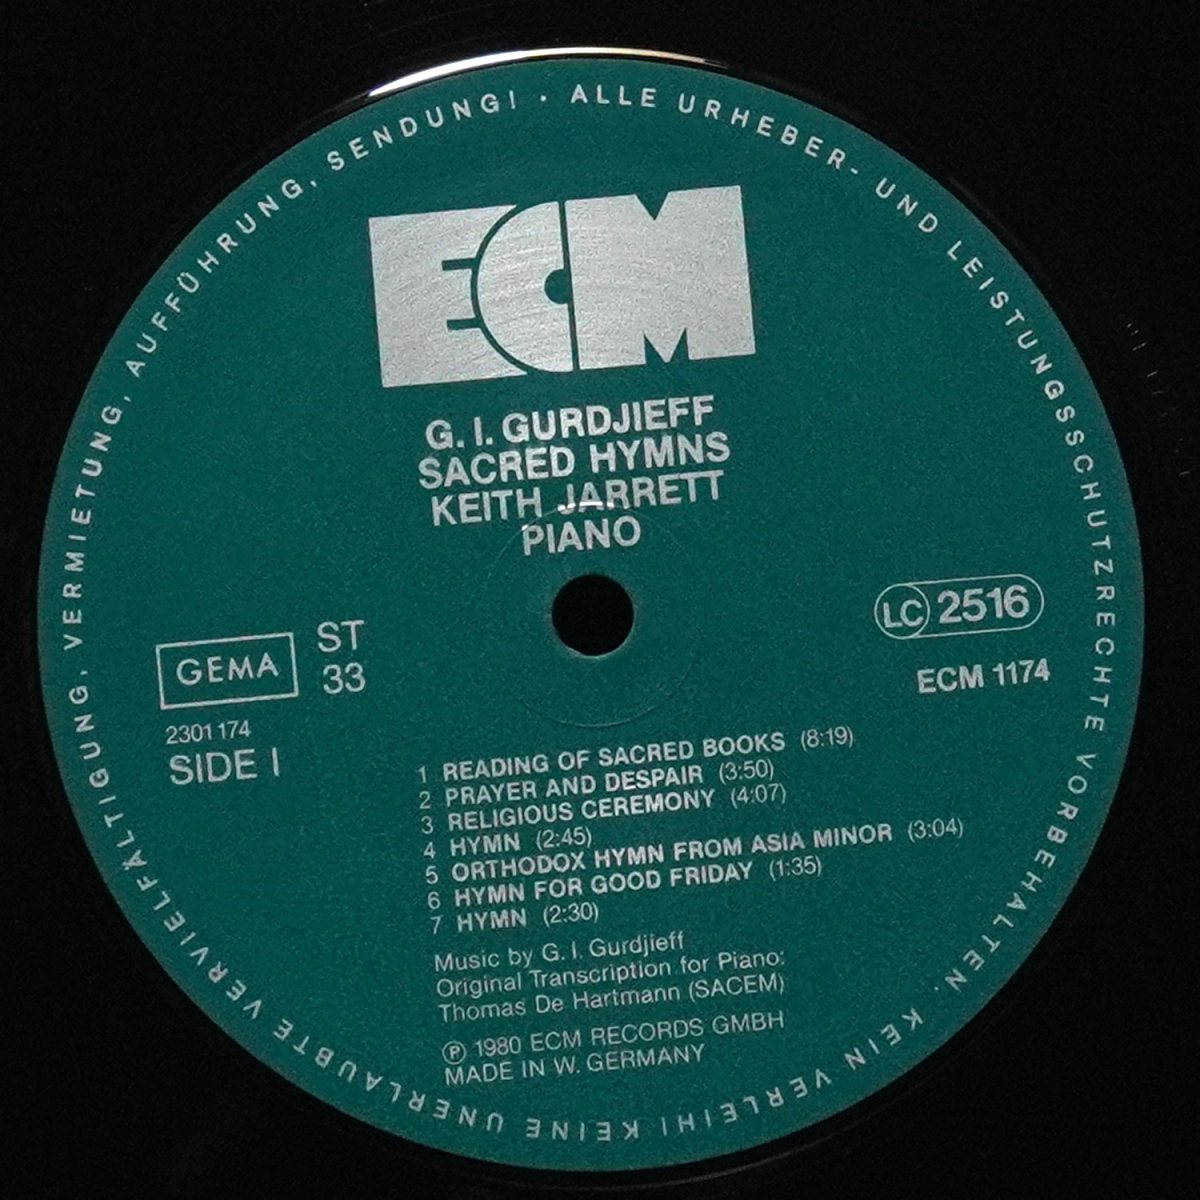 ALLE URHEBER- UND LEISTUNGSSCHUTZRECHTE VORBEHALTEN. KEIN VERLEIH! KEINE UNERLAUBTE VERVIELFÄLTIGUNG, VERMIETUNG, AUFFÜHRUNG, SENDUNG! ·
ECM
G. I. GURDJIEFF
SACRED HYMNS
KEITH JARRETT
PIANO
GEMA
ST
33
2301 174
SIDE I
LC 2516
ECM 1174
1 READING OF SACRED BOOKS (8:19)
2 PRAYER AND DESPAIR (3:50)
3 RELIGIOUS CEREMONY (4:07)
4 HYMN (2:45)
5 ORTHODOX HYMN FROM ASIA MINOR (3:04)
6 HYMN FOR GOOD FRIDAY (1:35)
7 HYMN (2:30)
Music by G. I. Gurdjieff
Original Transcription for Piano:
Thomas De Hartmann (SACEM)
℗ 1980 ECM RECORDS GMBH
MADE IN W. GERMANY